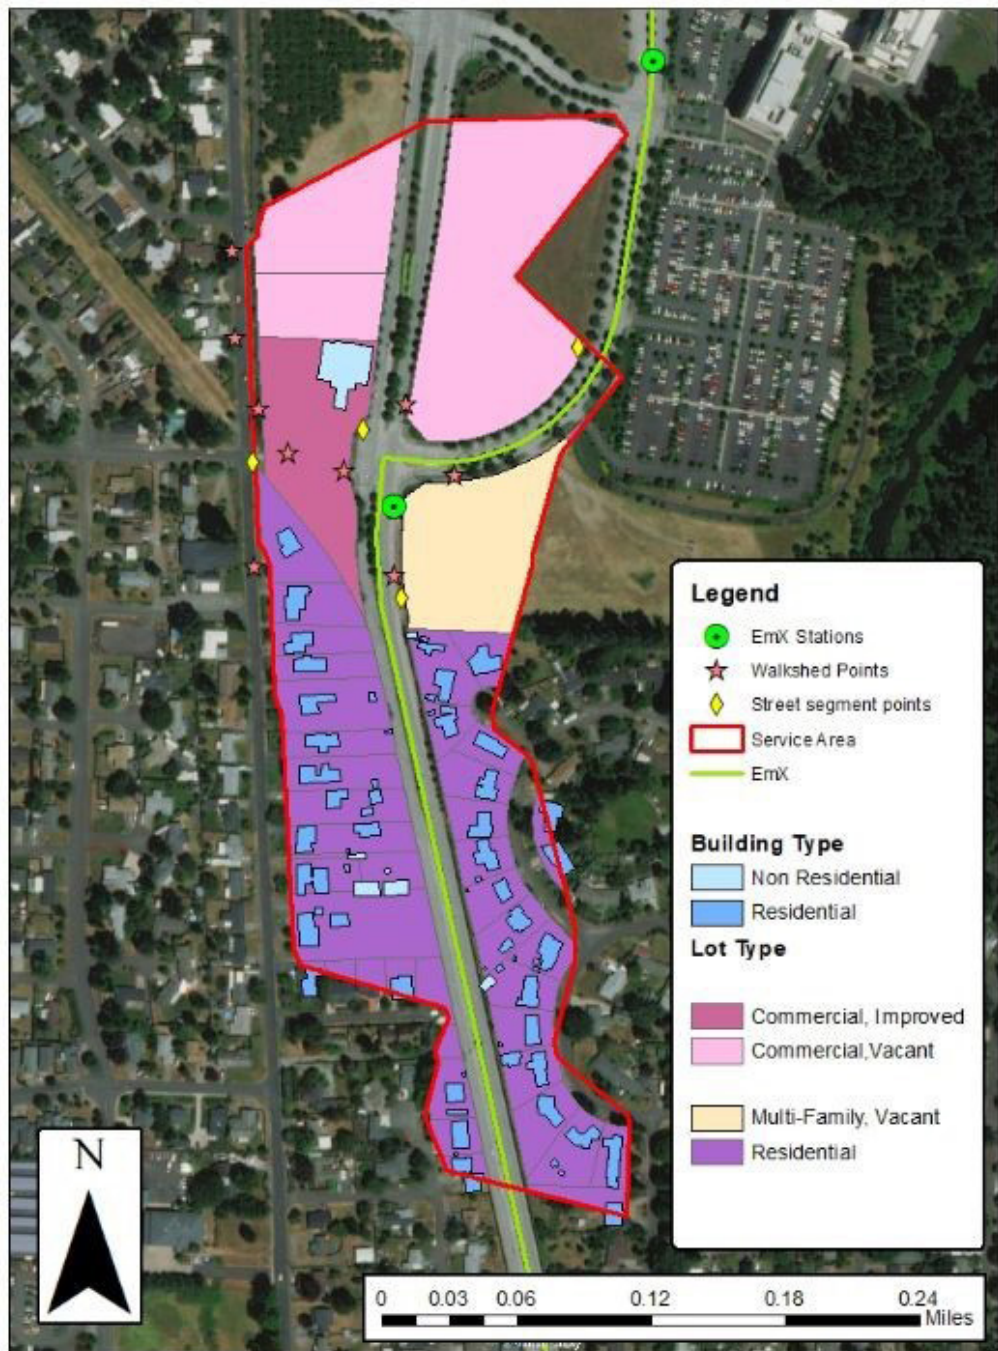 Legend
EmX Stations
Walkshed Points
Street segment points
Service Area
EmX
Building Type
Non Residential
Residential
Lot Type
Commercial, Improved
Commercial,Vacant
Multi-Family, Vacant
Residential
N
0 0.03 0.06 0.12 0.18 0.24
Miles